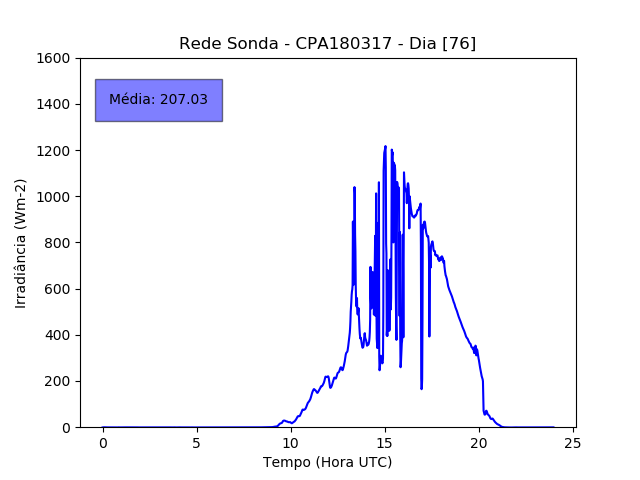 Rede Sonda - CPA180317 - Dia [76]
1600
1400
1200
1000
800
600
400
200
0
Irradiância (Wm-2)
Média: 207.03
0 5 10 15 20 25
Tempo (Hora UTC)